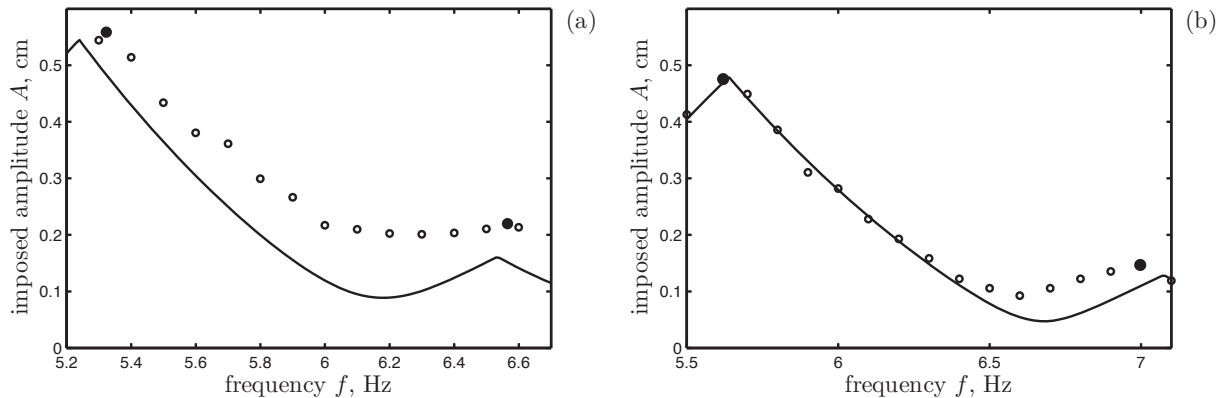 (a)
imposed amplitude A, cm
0.5
0.4
0.3
0.2
0.1
0
5.2 5.4 5.6 5.8 6 6.2 6.4 6.6
frequency f, Hz
(b)
imposed amplitude A, cm
0.5
0.4
0.3
0.2
0.1
0
5.5 6 6.5 7
frequency f, Hz